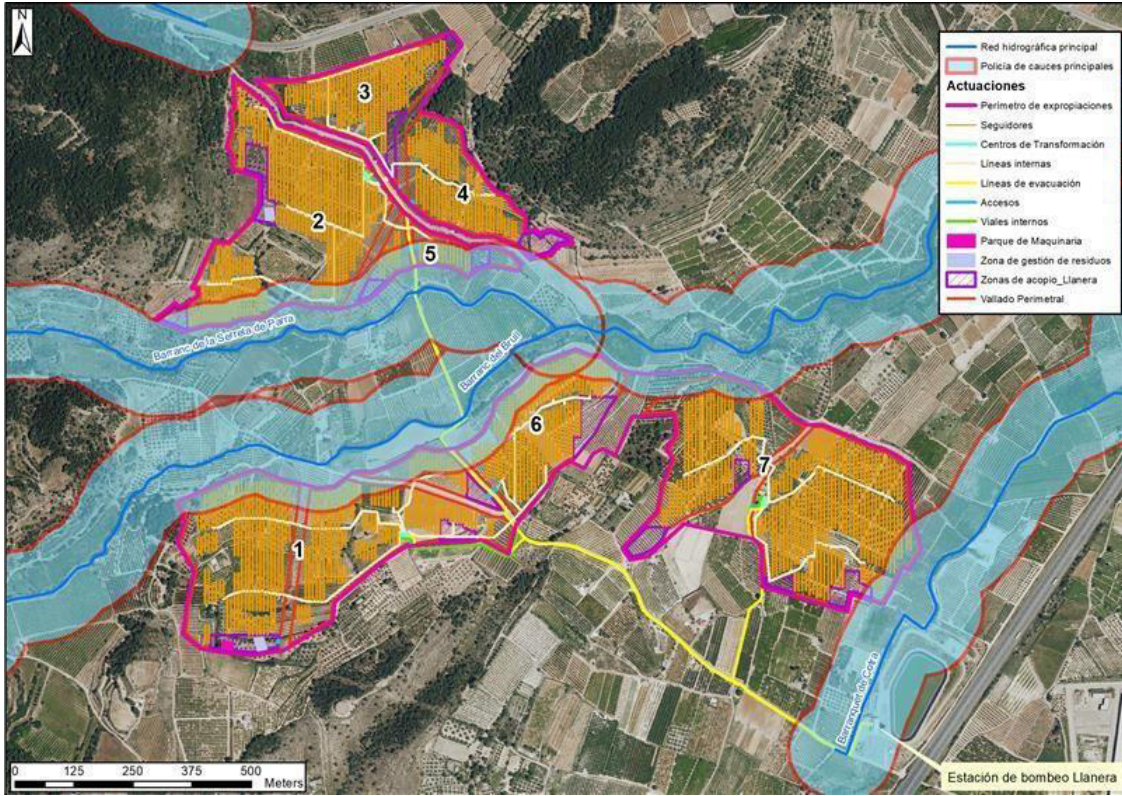 N
Red hidrográfica principal
Policía de cauces principales
Actuaciones
Perímetro de expropiaciones
Seguidores
Centros de Transformación
Líneas internas
Líneas de evacuación
Accesos
Viales internos
Parque de Maquinaria
Zona de gestión de residuos
Zonas de acopio_Llanera
Vallado Perimetral
3
4
2
5
Barranc de la Serreta de Parra
Barranc del Brull
6
7
1
Barranquet de
Estación de bombeo Llanera
0 125 250 375 500
Meters